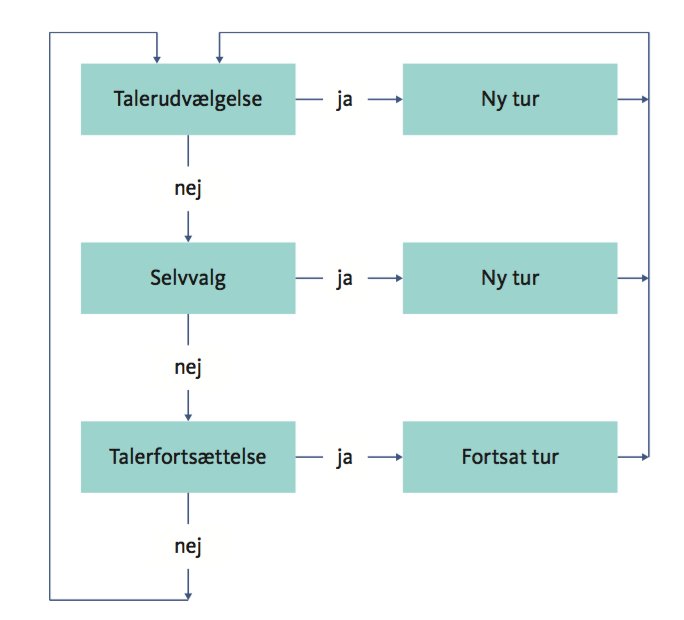 Talerudvælgelse
ja
Ny tur
nej
Selvvalg
ja
Ny tur
nej
Talerfortsættelse
ja
Fortsat tur
nej